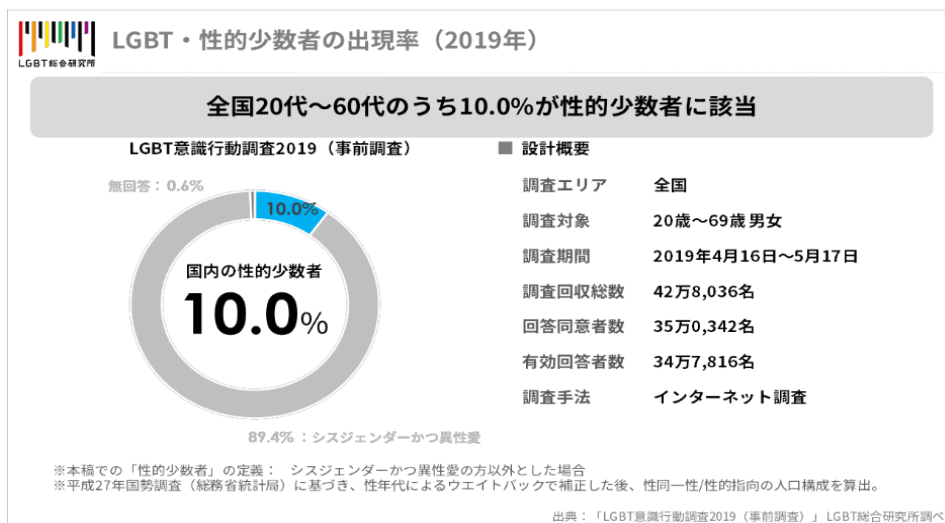 LGBT総合研究所
LGBT・性的少数者の出現率（2019年）
全国20代～60代のうち10.0%が性的少数者に該当
LGBT意識行動調査2019（事前調査）
無回答：0.6%
10.0%
国内の性的少数者
10.0%
89.4%：シスジェンダーかつ異性愛
■ 設計概要
調査エリア 全国
調査対象 20歳～69歳 男女
調査期間 2019年4月16日～5月17日
調査回収総数 42万8,036名
回答同意者数 35万0,342名
有効回答者数 34万7,816名
調査手法 インターネット調査
※本稿での「性的少数者」の定義： シスジェンダーかつ異性愛の方以外とした場合
※平成27年国勢調査（総務省統計局）に基づき、性年代によるウエイトバックで補正した後、性同一性/性的指向の人口構成を算出。
出典：「LGBT意識行動調査2019（事前調査）」LGBT総合研究所調べ